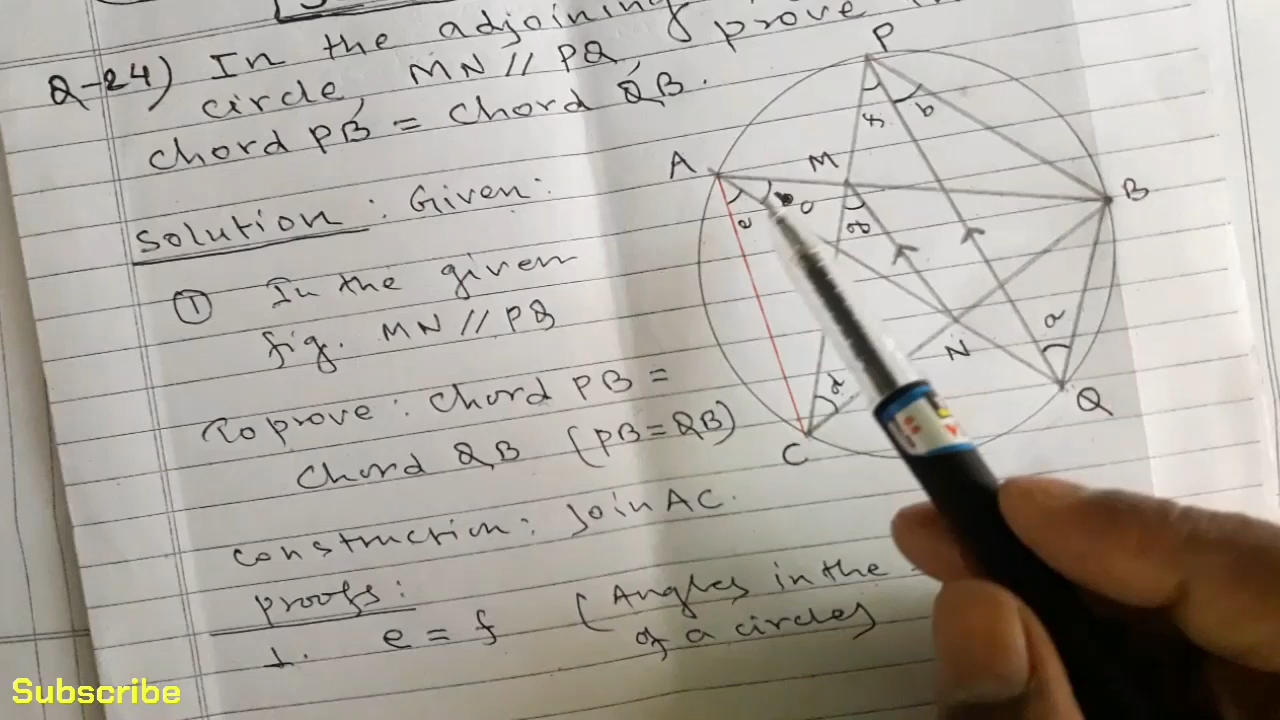 Q-24) In the adjoining
circle, MN // PQ, prove
chord PB = chord QB.
Solution: Given:
① In the given
fig. MN // PQ
To prove: chord PB =
chord QB (PB = QB)
construction: Join AC.
proofs:
1. e = f (Angles in the
of a circles
P
A
M
B
N
Q
C
f
b
e
c
g
a
d
Subscribe